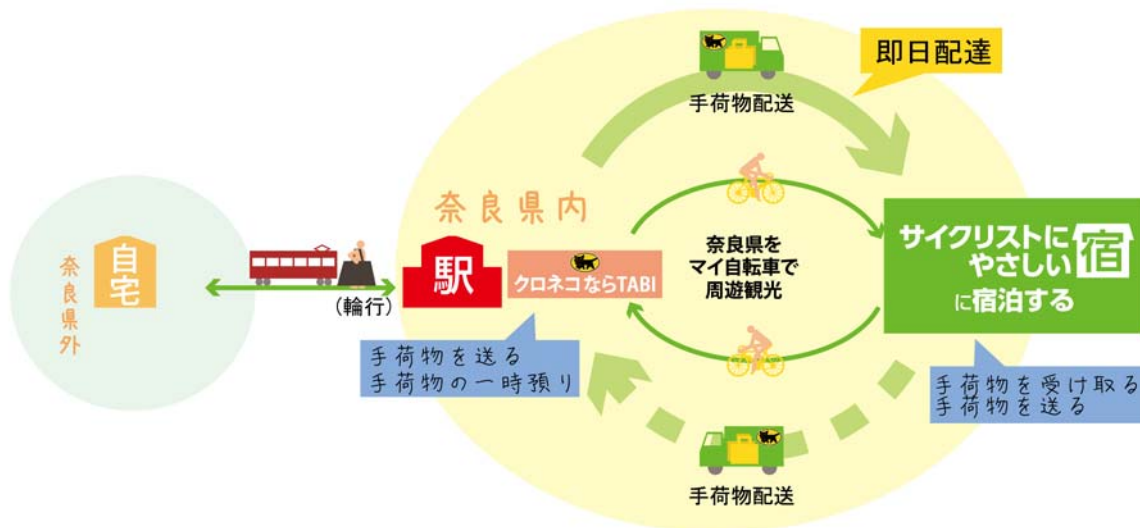 奈良県外
自宅
(輪行)
奈良県内
駅
クロネコならTABI
手荷物を送る
手荷物の一時預り
手荷物配送
即日配達
奈良県を
マイ自転車で
周遊観光
サイクリストに
やさしい宿
に宿泊する
手荷物を受け取る
手荷物を送る
手荷物配送